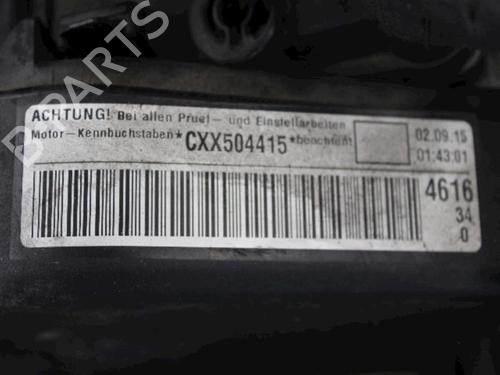 B-PARTS
ACHTUNG! Bei allen Pruef- und Einstellarbeiten
Motor-Kennbuchstaben*CXX504415*beachten!
02.09.15
01:43:01
4616
34
0